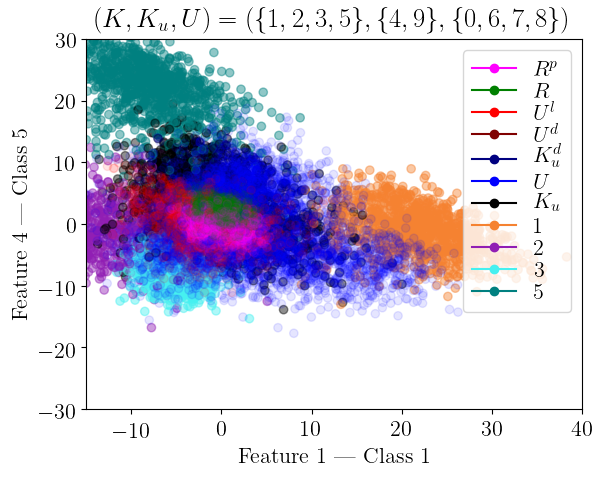 (K, K_u, U) = ({1, 2, 3, 5}, {4, 9}, {0, 6, 7, 8})
30
20
10
0
−10
−20
−30
Feature 4 — Class 5
R^p
R
U^l
U^d
K_u^d
U
K_u
1
2
3
5
−10
0
10
20
30
40
Feature 1 — Class 1